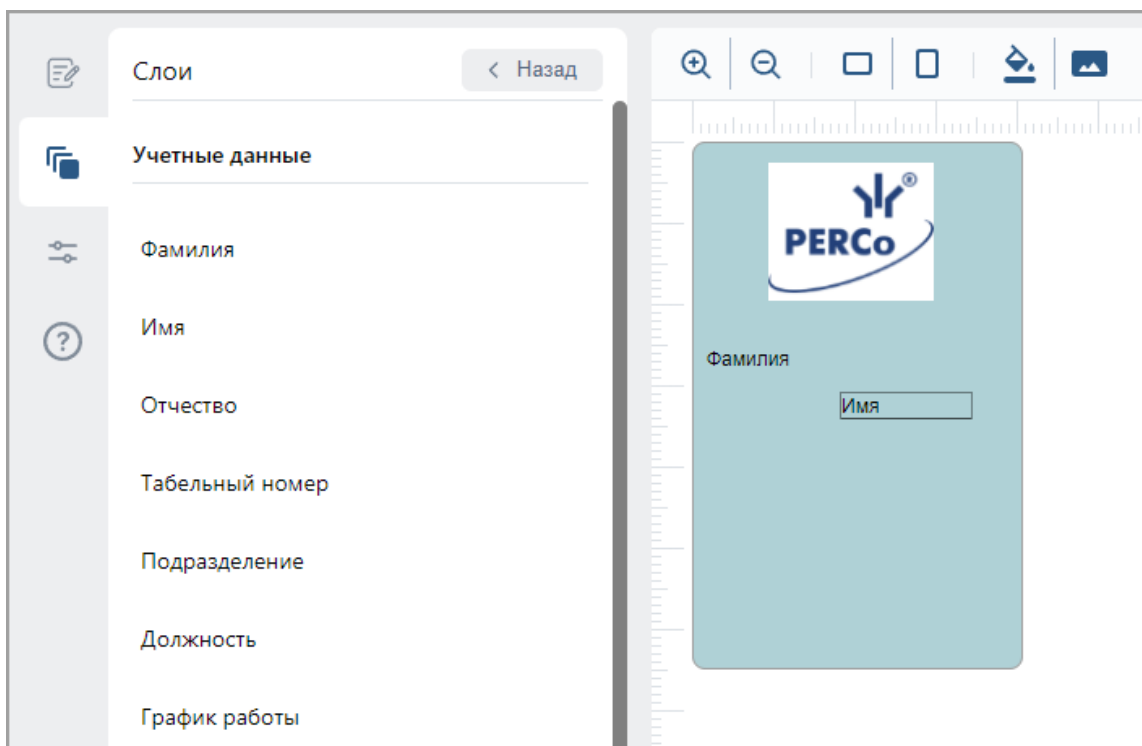 Слои
Назад
Учетные данные
Фамилия
Имя
Отчество
Табельный номер
Подразделение
Должность
График работы
PERCo®
Фамилия
Имя